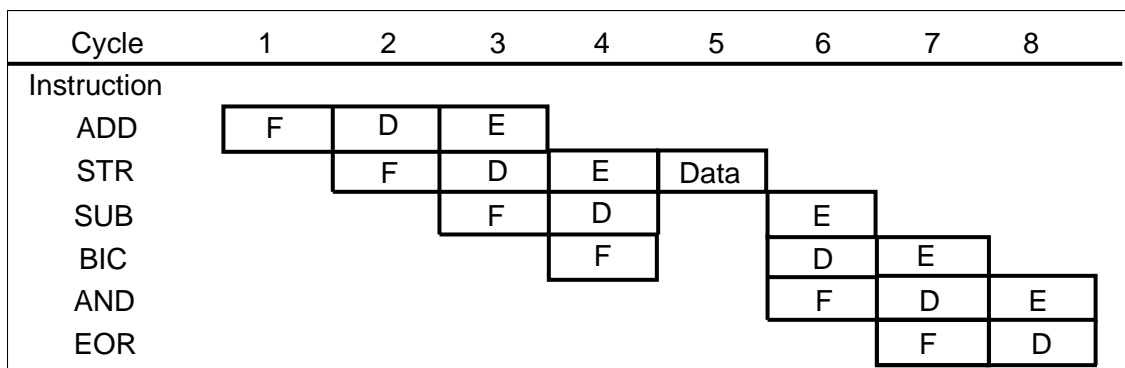 Cycle 1 2 3 4 5 6 7 8
Instruction
ADD F D E
STR F D E Data
SUB F D E
BIC F D E
AND F D E
EOR F D